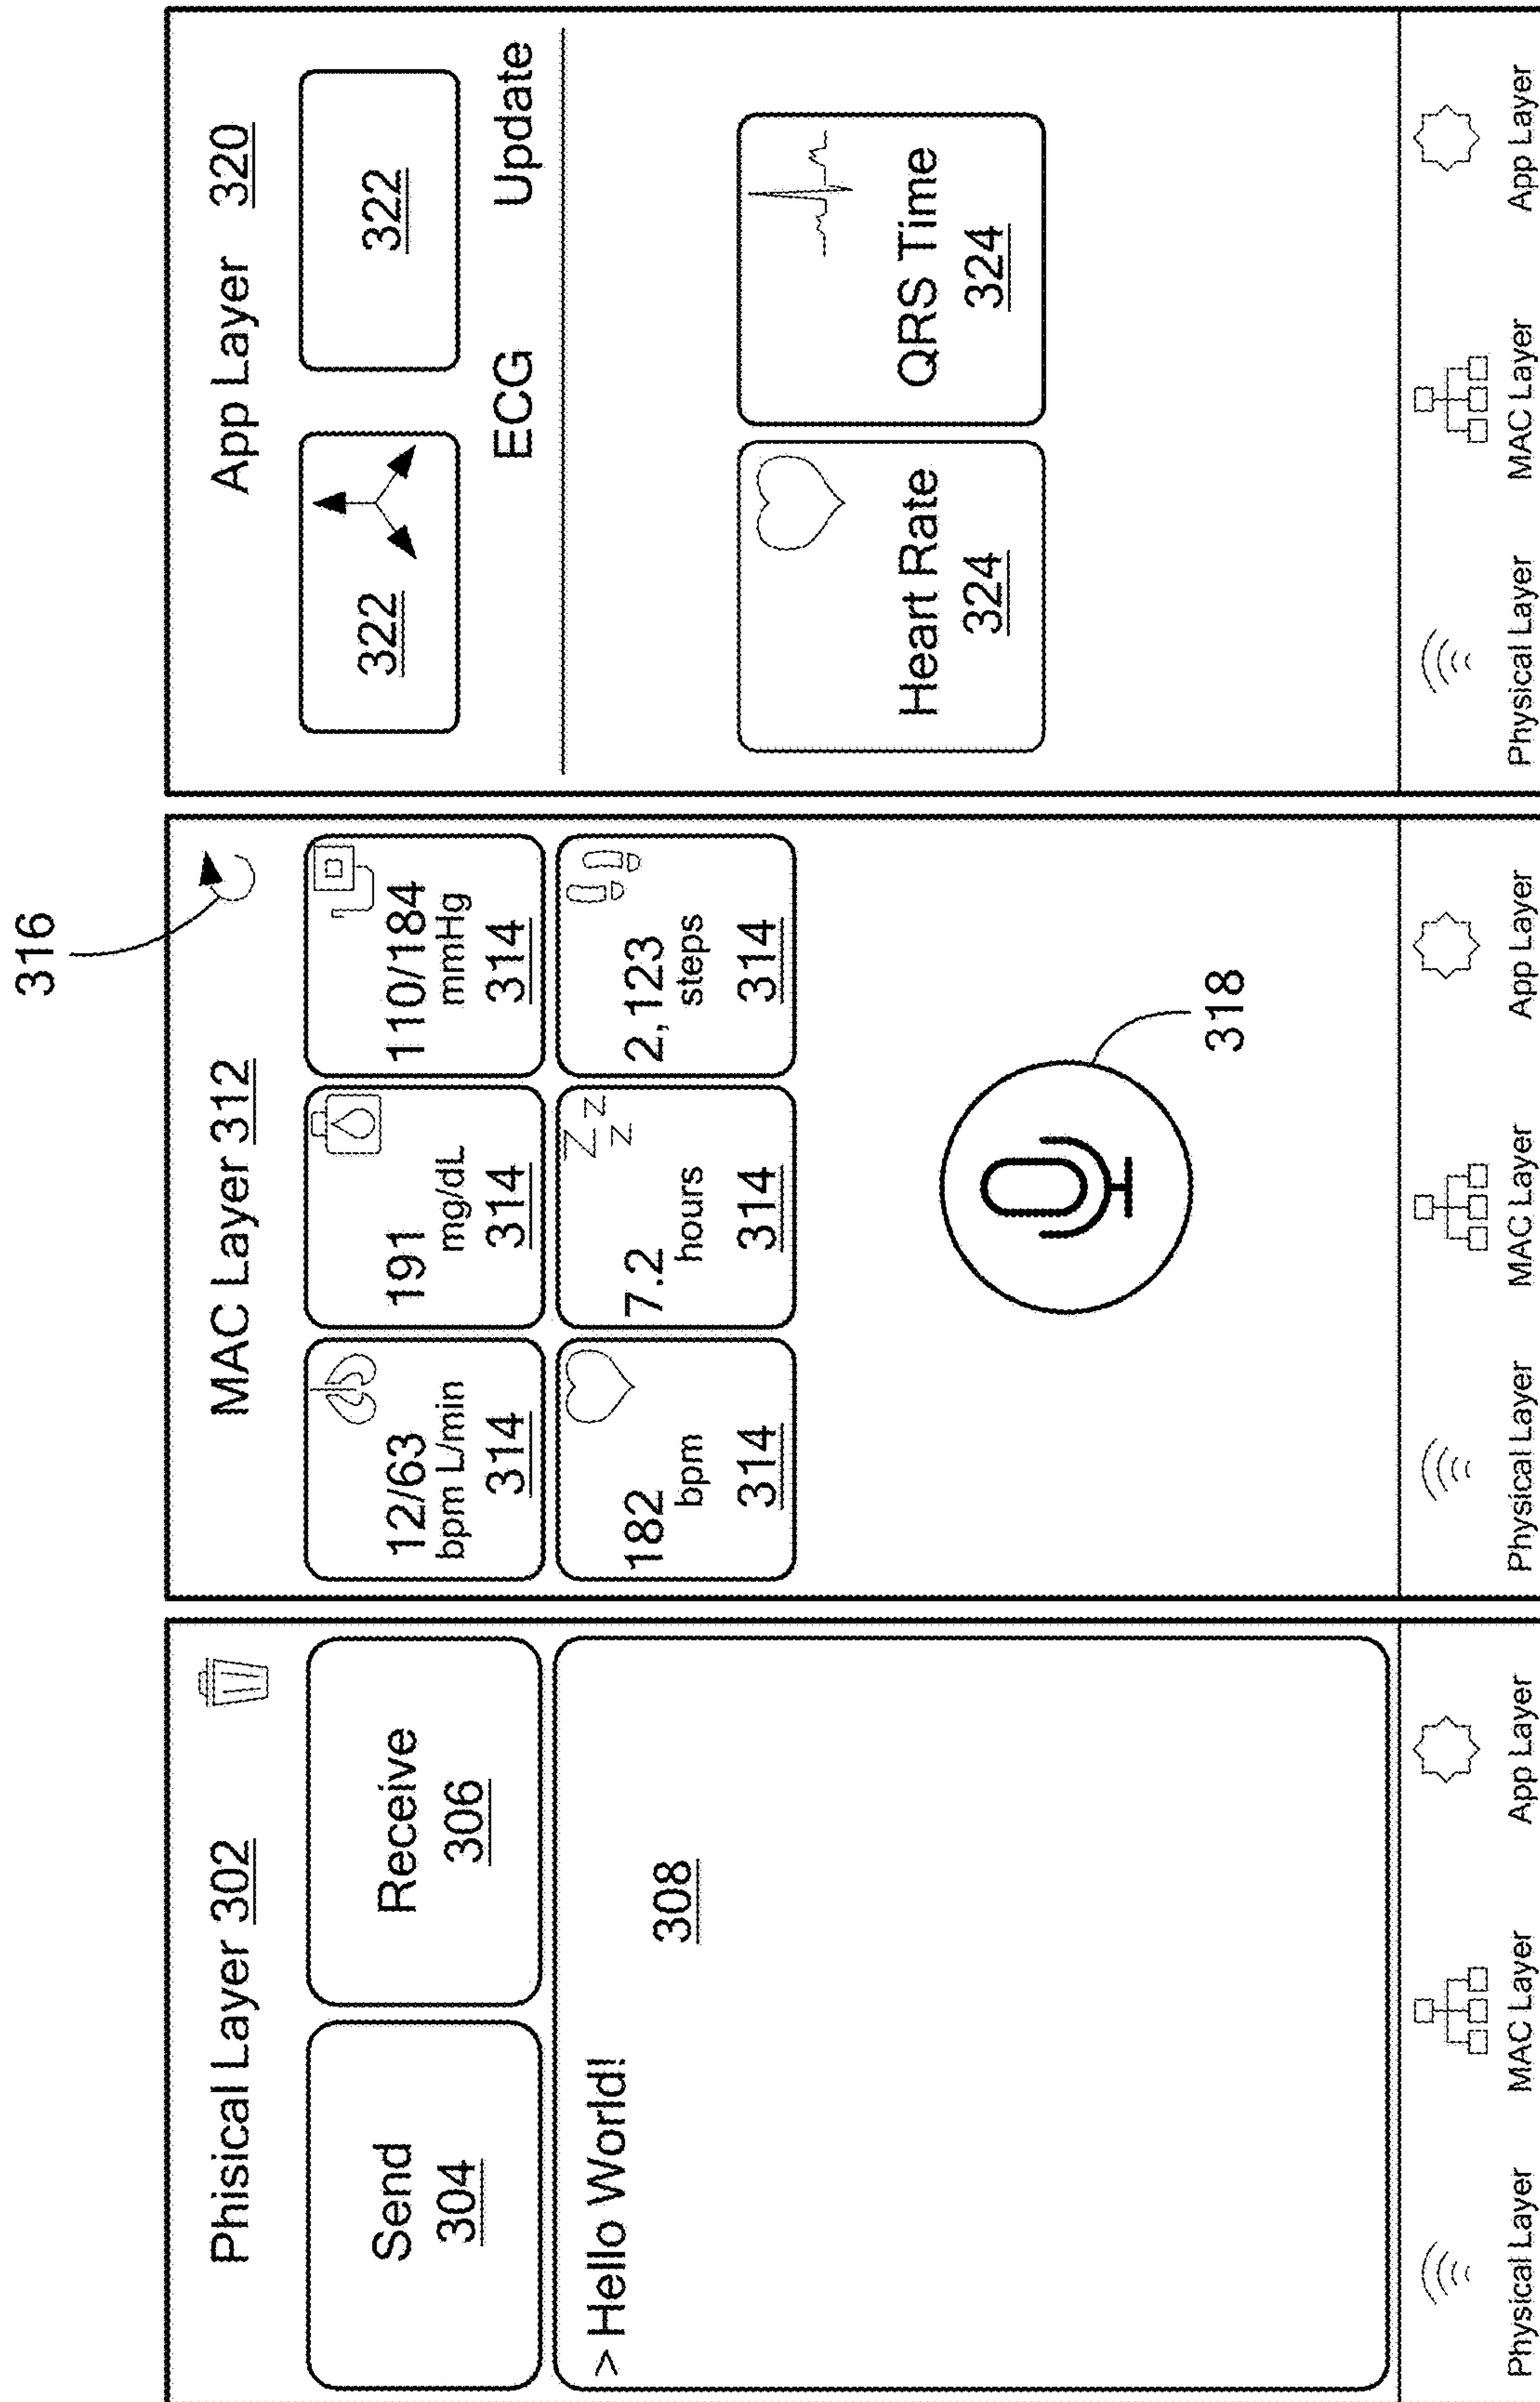 316
Phisical Layer 302
Send
304
Receive
306
> Hello World!
308
Physical Layer
MAC Layer
App Layer
MAC Layer 312
12/63
bpm L/min
314
191
mg/dL
314
110/184
mmHg
314
182
bpm
314
7.2
hours
314
2,123
steps
314
318
Physical Layer
MAC Layer
App Layer
App Layer 320
322
322
ECG
Update
Heart Rate
324
QRS Time
324
Physical Layer
MAC Layer
App Layer